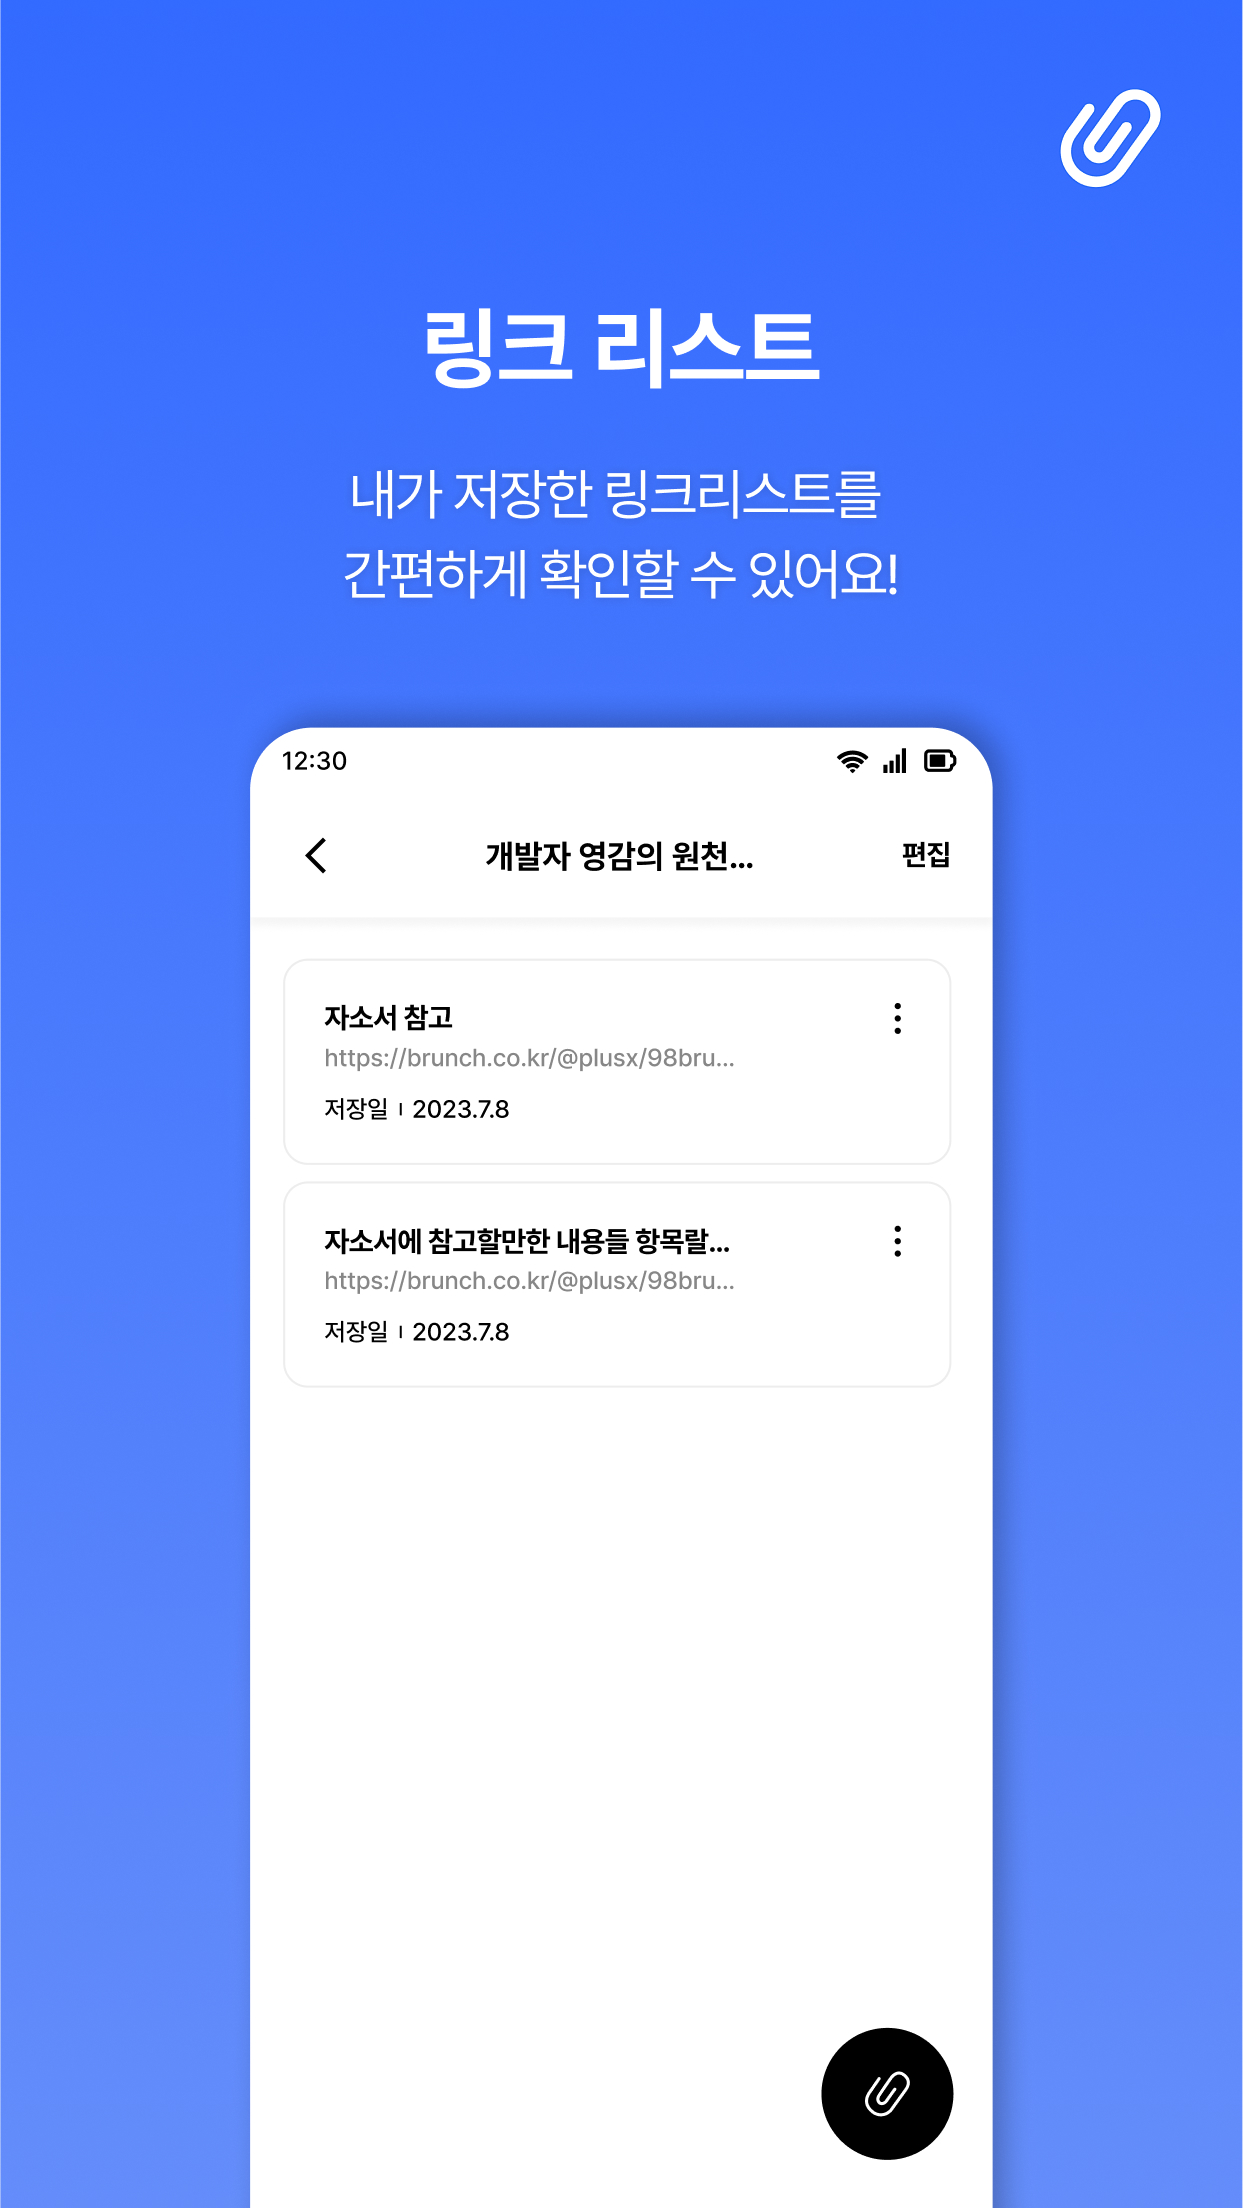 링크 리스트
내가 저장한 링크리스트를
간편하게 확인할 수 있어요!
12:30
개발자 영감의 원천...
편집
자소서 참고
https://brunch.co.kr/@plusx/98bru...
저장일 | 2023.7.8
자소서에 참고할만한 내용들 항목랄...
https://brunch.co.kr/@plusx/98bru...
저장일 | 2023.7.8